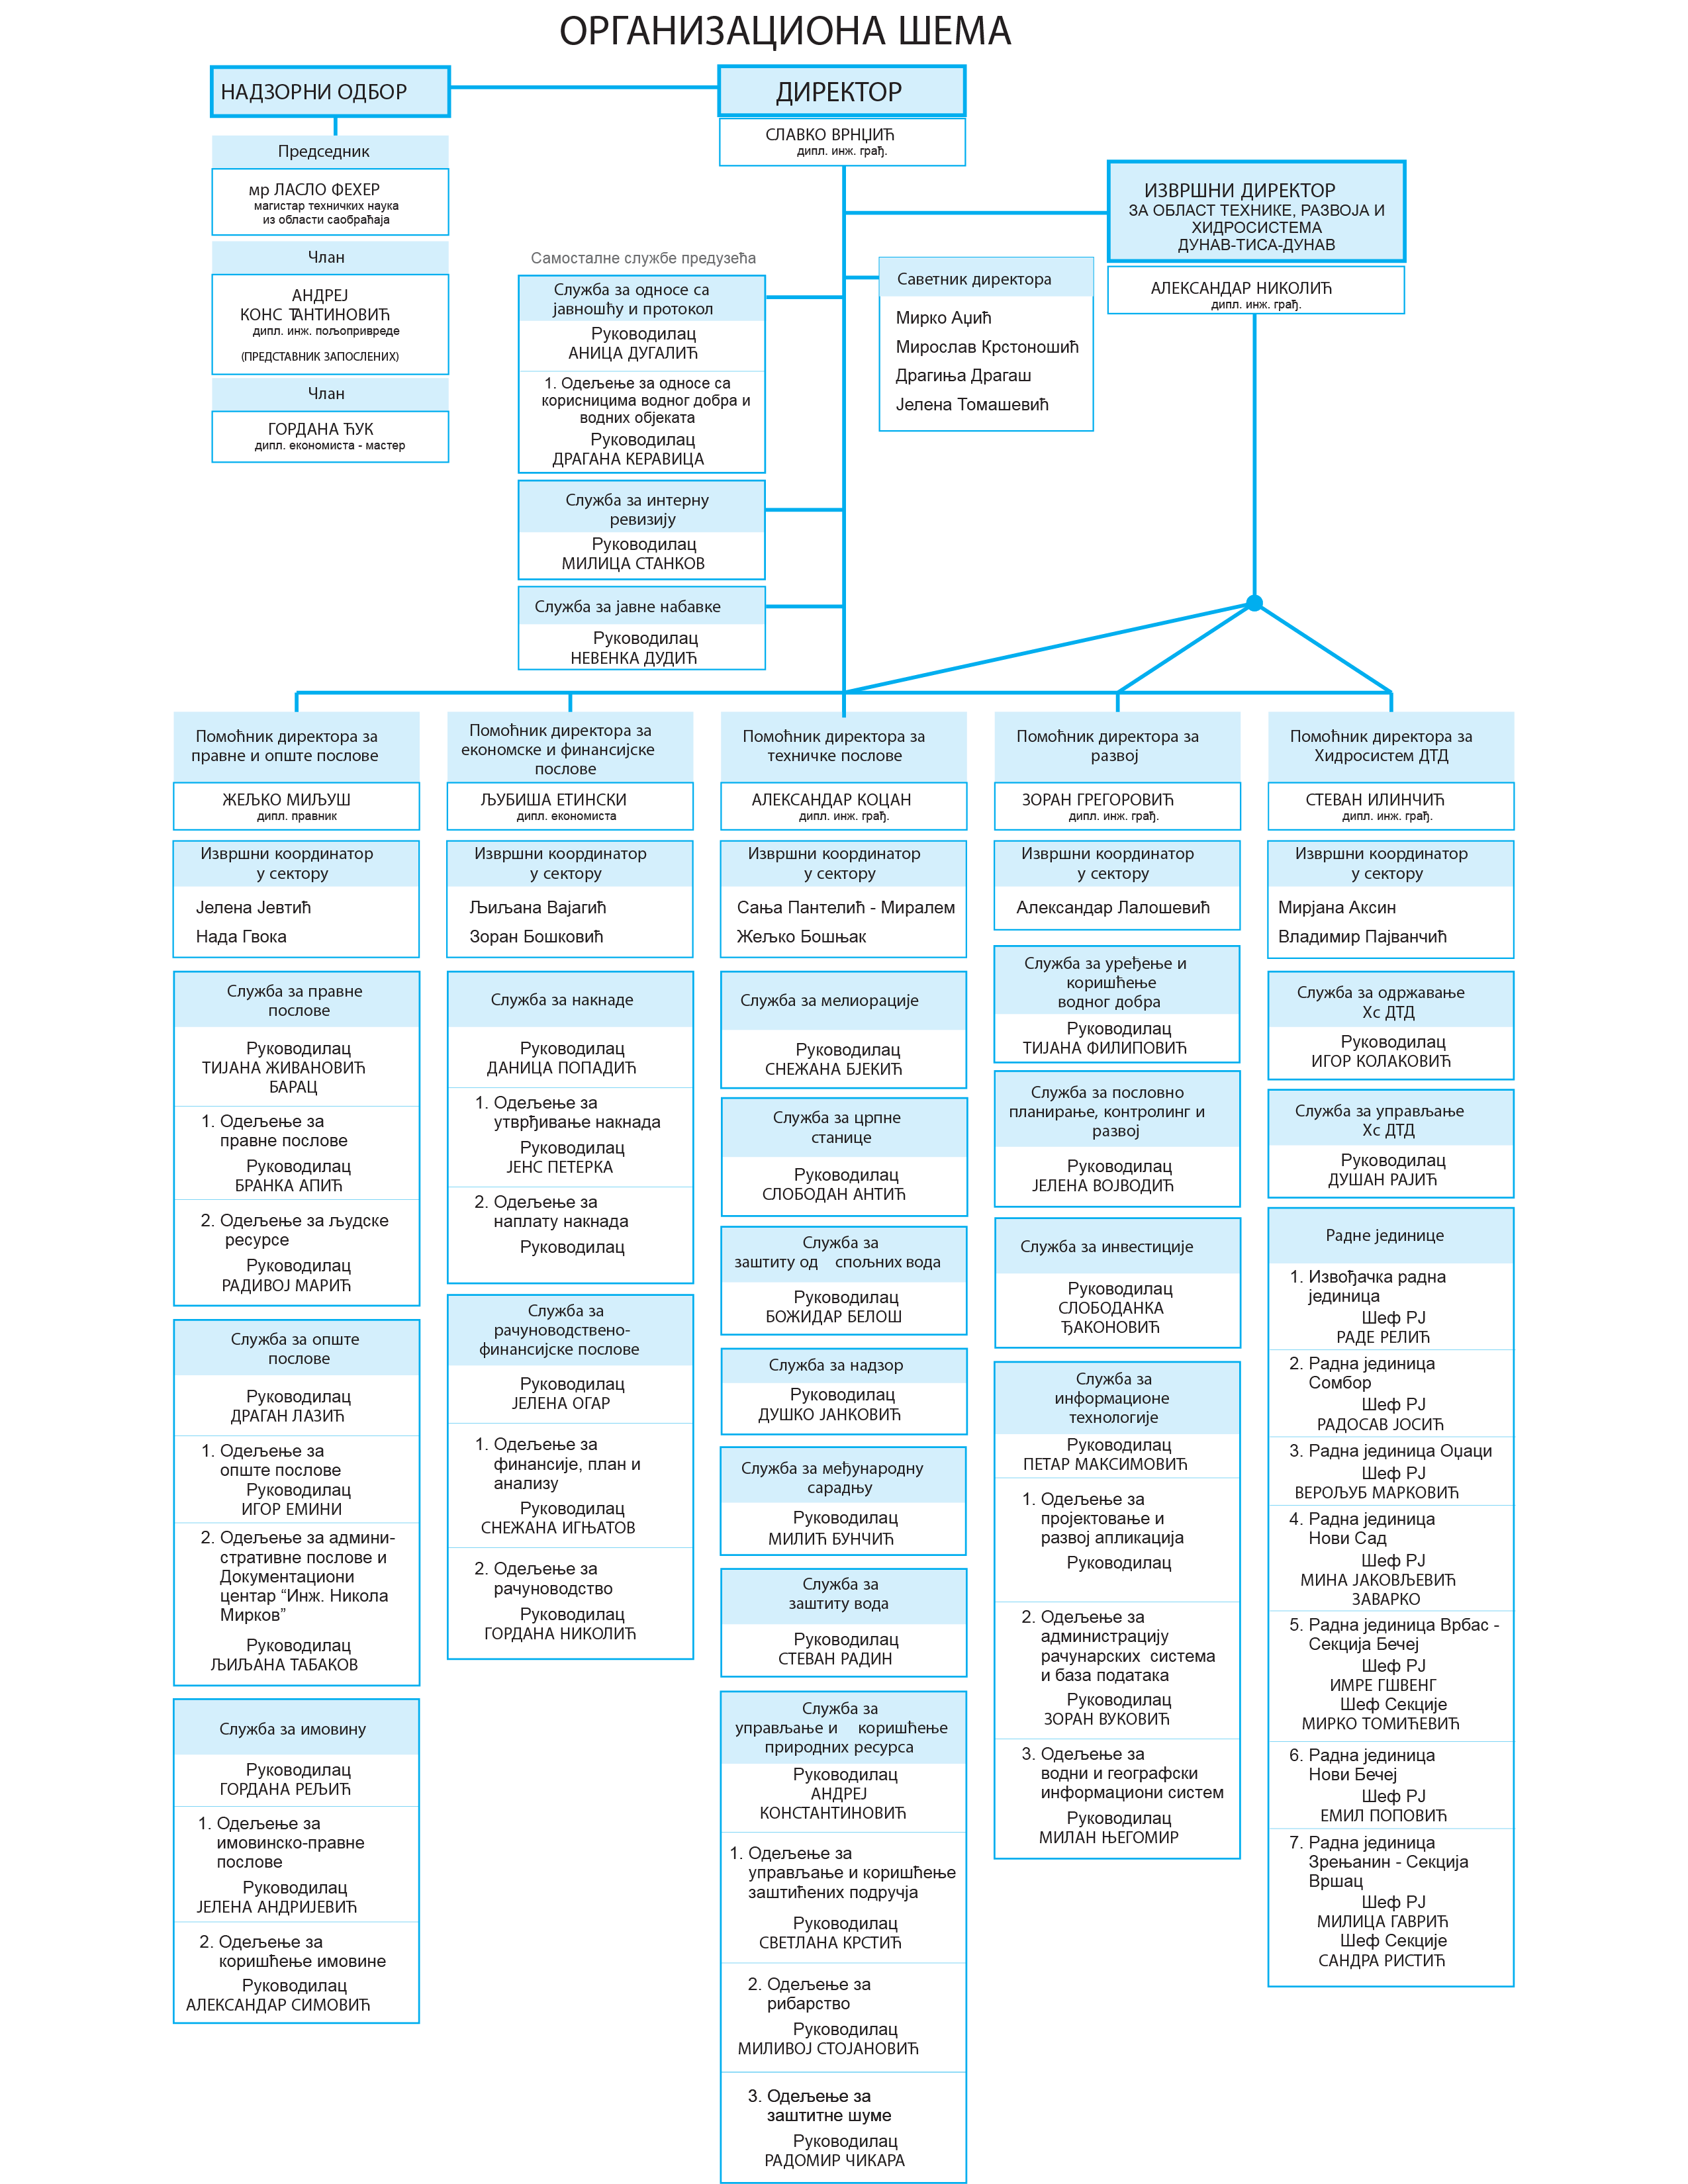 ОРГАНИЗАЦИОНА ШЕМА
НАДЗОРНИ ОДБОР
Председник
мр ЛАСЛО ФЕХЕР
магистар техничких наука
из области саобраћаја
Члан
АНДРЕЈ
КОНС ТАНТИНОВИЋ
дипл. инж. пољопривреде
(ПРЕДСТАВНИК ЗАПОСЛЕНИХ)
Члан
ГОРДАНА ЋУК
дипл. економиста - мастер
ДИРЕКТОР
СЛАВКО ВРНЏИЋ
дипл. инж. грађ.
ИЗВРШНИ ДИРЕКТОР
ЗА ОБЛАСТ ТЕХНИКЕ, РАЗВОЈА И
ХИДРОСИСТЕМА
ДУНАВ-ТИСА-ДУНАВ
АЛЕКСАНДАР НИКОЛИЋ
дипл. инж. грађ.
Самосталне службе предузећа
Служба за односе са
јавношћу и протокол
Руководилац
АНИЦА ДУГАЛИЋ
1. Одељење за односе са
корисницима водног добра и
водних објеката
Руководилац
ДРАГАНА КЕРАВИЦА
Служба за интерну
ревизију
Руководилац
МИЛИЦА СТАНКОВ
Служба за јавне набавке
Руководилац
НЕВЕНКА ДУДИЋ
Саветник директора
Мирко Аџић
Мирослав Крстоношић
Драгиња Драгаш
Јелена Томашевић
Помоћник директора за
правне и опште послове
ЖЕЉКО МИЉУШ
дипл. правник
Извршни координатор
у сектору
Јелена Јевтић
Нада Гвока
Служба за правне
послове
Руководилац
ТИЈАНА ЖИВАНОВИЋ
БАРАЦ
1. Одељење за
правне послове
Руководилац
БРАНКА АПИЋ
2. Одељење за људске
ресурсе
Руководилац
РАДИВОЈ МАРИЋ
Служба за опште
послове
Руководилац
ДРАГАН ЛАЗИЋ
1. Одељење за
опште послове
Руководилац
ИГОР ЕМИНИ
2. Одељење за админи-
стративне послове и
Документациони
центар “Инж. Никола
Мирков”
Руководилац
ЉИЉАНА ТАБАКОВ
Служба за имовину
Руководилац
ГОРДАНА РЕЉИЋ
1. Одељење за
имовинско-правне
послове
Руководилац
ЈЕЛЕНА АНДРИЈЕВИЋ
2. Одељење за
коришћење имовине
Руководилац
АЛЕКСАНДАР СИМОВИЋ
Помоћник директора за
економске и финансијске
послове
ЉУБИША ЕТИНСКИ
дипл. економиста
Извршни координатор
у сектору
Љиљана Вајагић
Зоран Бошковић
Служба за накнаде
Руководилац
ДАНИЦА ПОПАДИЋ
1. Одељење за
утврђивање накнада
Руководилац
ЈЕНС ПЕТЕРКА
2. Одељење за
наплату накнада
Руководилац
Служба за
рачуноводствено-
финансијске послове
Руководилац
ЈЕЛЕНА ОГАР
1. Одељење за
финансије, план и
анализу
Руководилац
СНЕЖАНА ИГЊАТОВ
2. Одељење за
рачуноводство
Руководилац
ГОРДАНА НИКОЛИЋ
Помоћник директора за
техничке послове
АЛЕКСАНДАР КОЦАН
дипл. инж. грађ.
Извршни координатор
у сектору
Сања Пантелић - Миралем
Жељко Бошњак
Служба за мелиорације
Руководилац
СНЕЖАНА БЈЕКИЋ
Служба за црпне
станице
Руководилац
СЛОБОДАН АНТИЋ
Служба за
заштиту од спољних вода
Руководилац
БОЖИДАР БЕЛОШ
Служба за надзор
Руководилац
ДУШКО ЈАНКОВИЋ
Служба за међународну
сарадњу
Руководилац
МИЛИЋ БУНЧИЋ
Служба за
заштиту вода
Руководилац
СТЕВАН РАДИН
Служба за
управљање и коришћење
природних ресурса
Руководилац
АНДРЕЈ
КОНСТАНТИНОВИЋ
1. Одељење за
управљање и коришћење
заштићених подручја
Руководилац
СВЕТЛАНА КРСТИЋ
2. Одељење за
рибарство
Руководилац
МИЛИВОЈ СТОЈАНОВИЋ
3. Одељење за
заштитне шуме
Руководилац
РАДОМИР ЧИКАРА
Помоћник директора за
развој
ЗОРАН ГРЕГОРОВИЋ
дипл. инж. грађ.
Извршни координатор
у сектору
Александар Лалошевић
Служба за уређење и
коришћење
водног добра
Руководилац
ТИЈАНА ФИЛИПОВИЋ
Служба за пословно
планирање, контролинг и
развој
Руководилац
ЈЕЛЕНА ВОЈВОДИЋ
Служба за инвестиције
Руководилац
СЛОБОДАНКА
ЂАКОНОВИЋ
Служба за
информационе
технологије
Руководилац
ПЕТАР МАКСИМОВИЋ
1. Одељење за
пројектовање и
развој апликација
Руководилац
2. Одељење за
администрацију
рачунарских система
и база података
Руководилац
ЗОРАН ВУКОВИЋ
3. Одељење за
водни и географски
информациони систем
Руководилац
МИЛАН ЊЕГОМИР
Помоћник директора за
Хидросистем ДТД
СТЕВАН ИЛИНЧИЋ
дипл. инж. грађ.
Извршни координатор
у сектору
Мирјана Аксин
Владимир Пајванчић
Служба за одржавање
Хс ДТД
Руководилац
ИГОР КОЛАКОВИЋ
Служба за управљање
Хс ДТД
Руководилац
ДУШАН РАЈИЋ
Радне јединице
1. Извођачка радна
јединица
Шеф РЈ
РАДЕ РЕЛИЋ
2. Радна јединица
Сомбор
Шеф РЈ
РАДОСАВ ЈОСИЋ
3. Радна јединица Оџаци
Шеф РЈ
ВЕРОЉУБ МАРКОВИЋ
4. Радна јединица
Нови Сад
Шеф РЈ
МИНА ЈАКОВЉЕВИЋ
ЗАВАРКО
5. Радна јединица Врбас -
Секција Бечеј
Шеф РЈ
ИМРЕ ГШВЕНГ
Шеф Секције
МИРКО ТОМИЋЕВИЋ
6. Радна јединица
Нови Бечеј
Шеф РЈ
ЕМИЛ ПОПОВИЋ
7. Радна јединица
Зрењанин - Секција
Вршац
Шеф РЈ
МИЛИЦА ГАВРИЋ
Шеф Секције
САНДРА РИСТИЋ